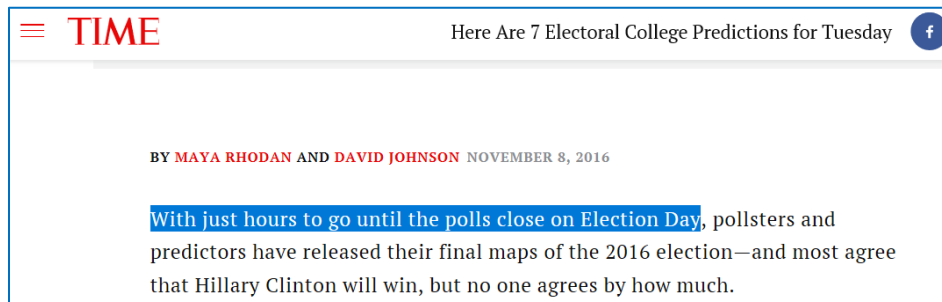 TIME
Here Are 7 Electoral College Predictions for Tuesday
f
BY MAYA RHODAN AND DAVID JOHNSON NOVEMBER 8, 2016
With just hours to go until the polls close on Election Day, pollsters and
predictors have released their final maps of the 2016 election—and most agree
that Hillary Clinton will win, but no one agrees by how much.